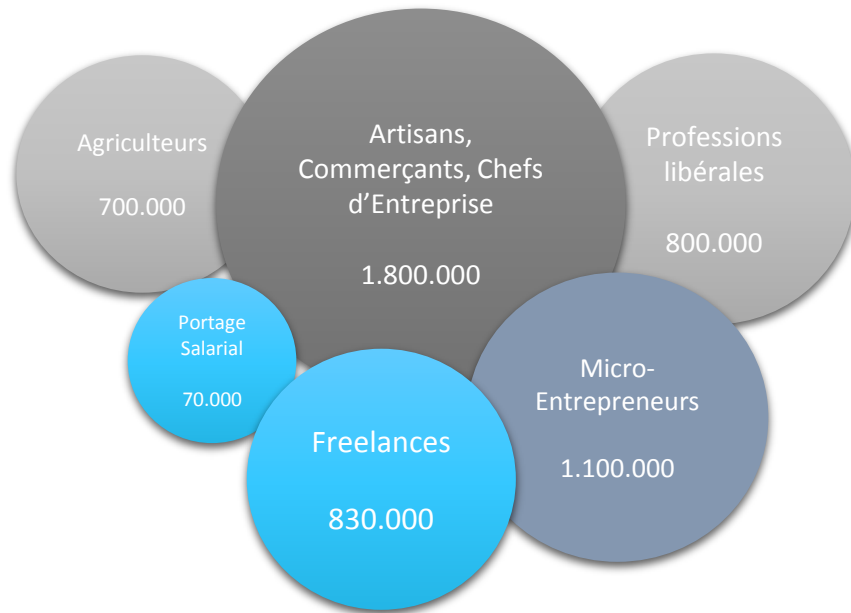 Agriculteurs
700.000
Artisans,
Commerçants, Chefs
d’Entreprise
1.800.000
Professions
libérales
800.000
Portage
Salarial
70.000
Freelances
830.000
Micro-
Entrepreneurs
1.100.000